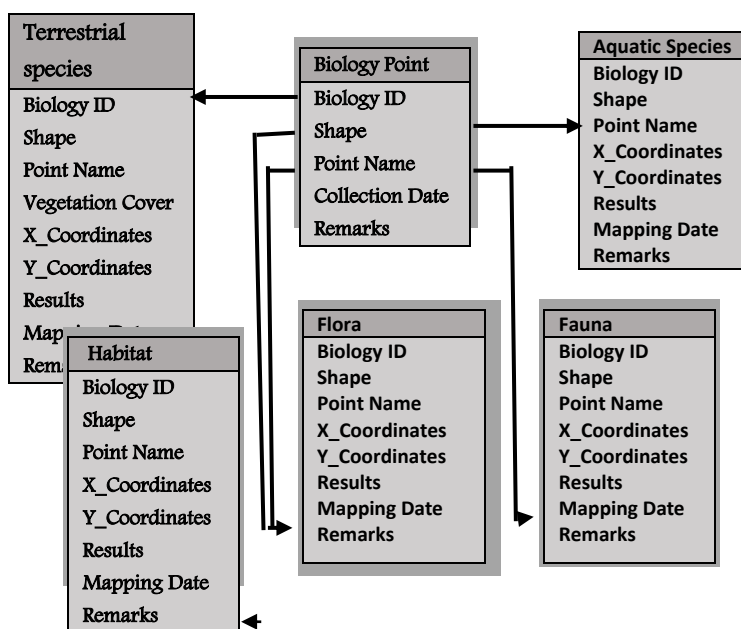 Terrestrial
species
Biology ID
Shape
Point Name
Vegetation Cover
X_Coordinates
Y_Coordinates
Results
Biology Point
Biology ID
Shape
Point Name
Collection Date
Remarks
Aquatic Species
Biology ID
Shape
Point Name
X_Coordinates
Y_Coordinates
Results
Mapping Date
Remarks
Habitat
Biology ID
Shape
Point Name
X_Coordinates
Y_Coordinates
Results
Mapping Date
Remarks
Flora
Biology ID
Shape
Point Name
X_Coordinates
Y_Coordinates
Results
Mapping Date
Remarks
Fauna
Biology ID
Shape
Point Name
X_Coordinates
Y_Coordinates
Results
Mapping Date
Remarks